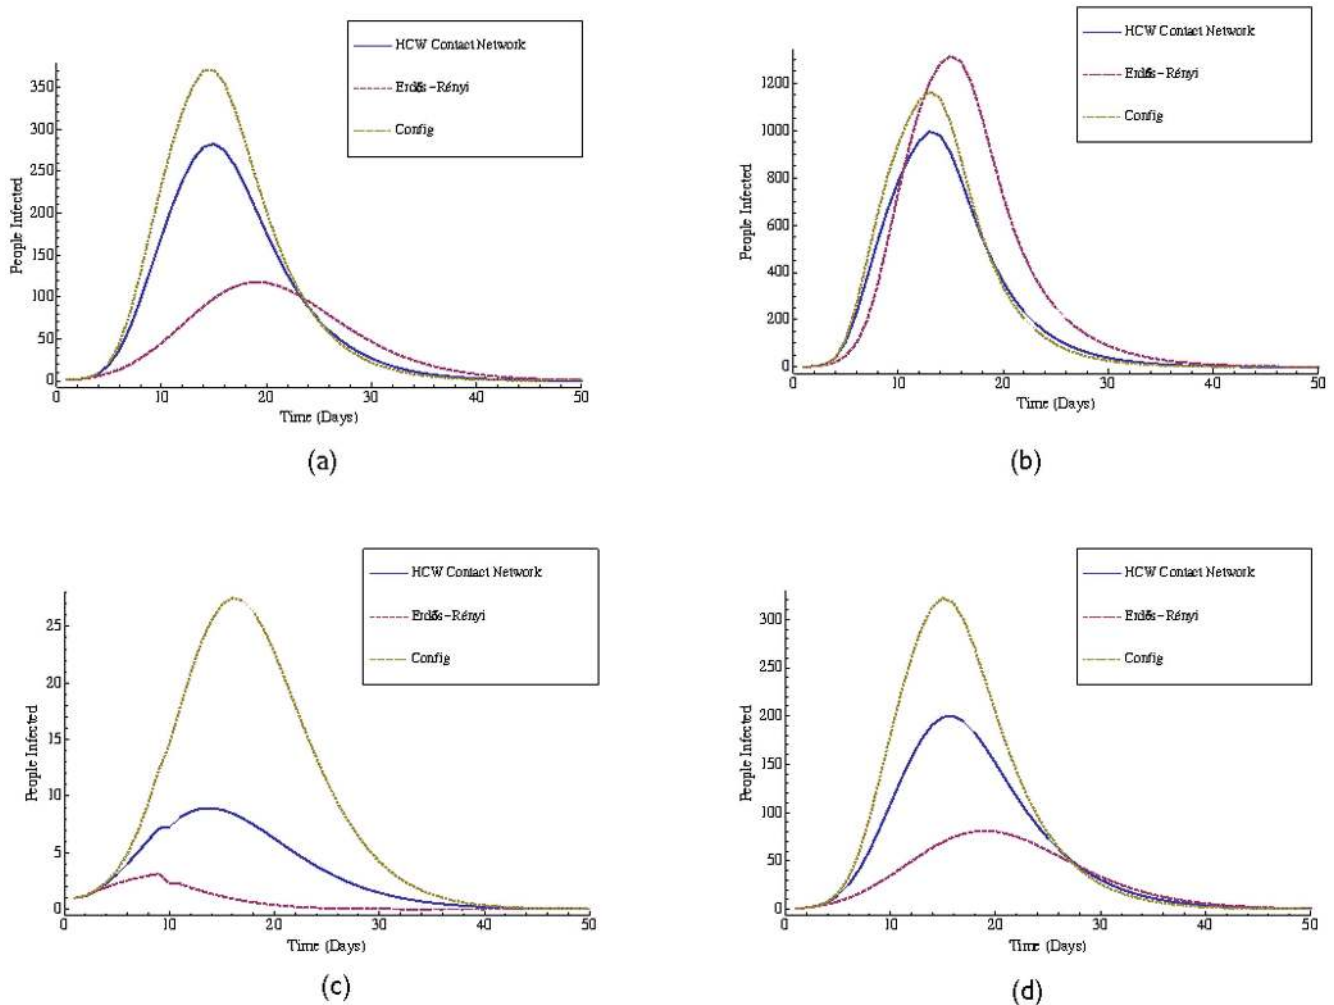 HCW Contact Network
Erdős-Rényi
Config
People Infected
350
300
250
200
150
100
50
0
0 10 20 30 40 50
Time (Days)
(a)
HCW Contact Network
Erdős-Rényi
Config
People Infected
1200
1000
800
600
400
200
0
0 10 20 30 40 50
Time (Days)
(b)
HCW Contact Network
Erdős-Rényi
Config
People Infected
25
20
15
10
5
0
0 10 20 30 40 50
Time (Days)
(c)
HCW Contact Network
Erdős-Rényi
Config
People Infected
300
250
200
150
100
50
0
0 10 20 30 40 50
Time (Days)
(d)